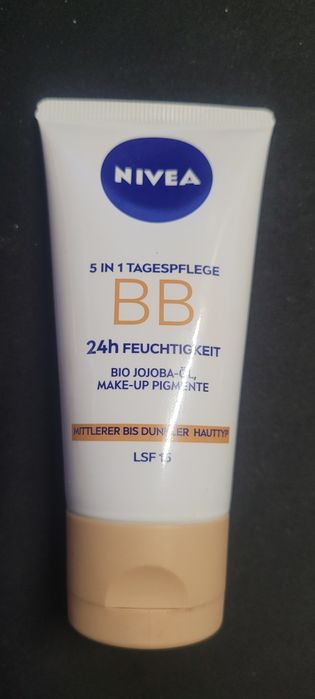 NIVEA
5 IN 1 TAGESPFLEGE
BB
24h FEUCHTIGKEIT
BIO JOJOBA-ÖL,
MAKE-UP PIGMENTE
MITTLERER BIS DUNKLER HAUTTYP
LSF 15